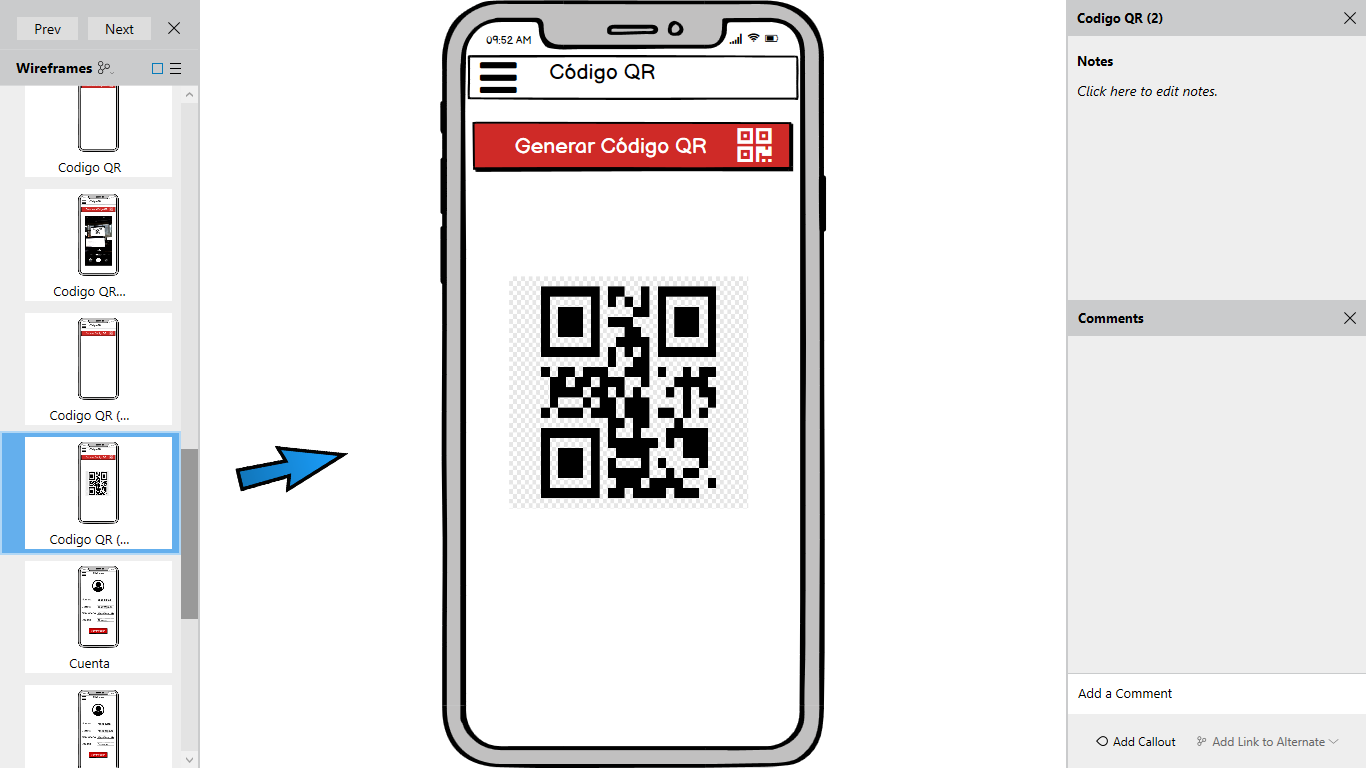 Prev
Next
Wireframes
Codigo QR
Codigo QR...
Codigo QR (...
Codigo QR (...
Cuenta
09:52 AM
Código QR
Generar Código QR
Codigo QR (2)
Notes
Click here to edit notes.
Comments
Add a Comment
Add Callout
Add Link to Alternate